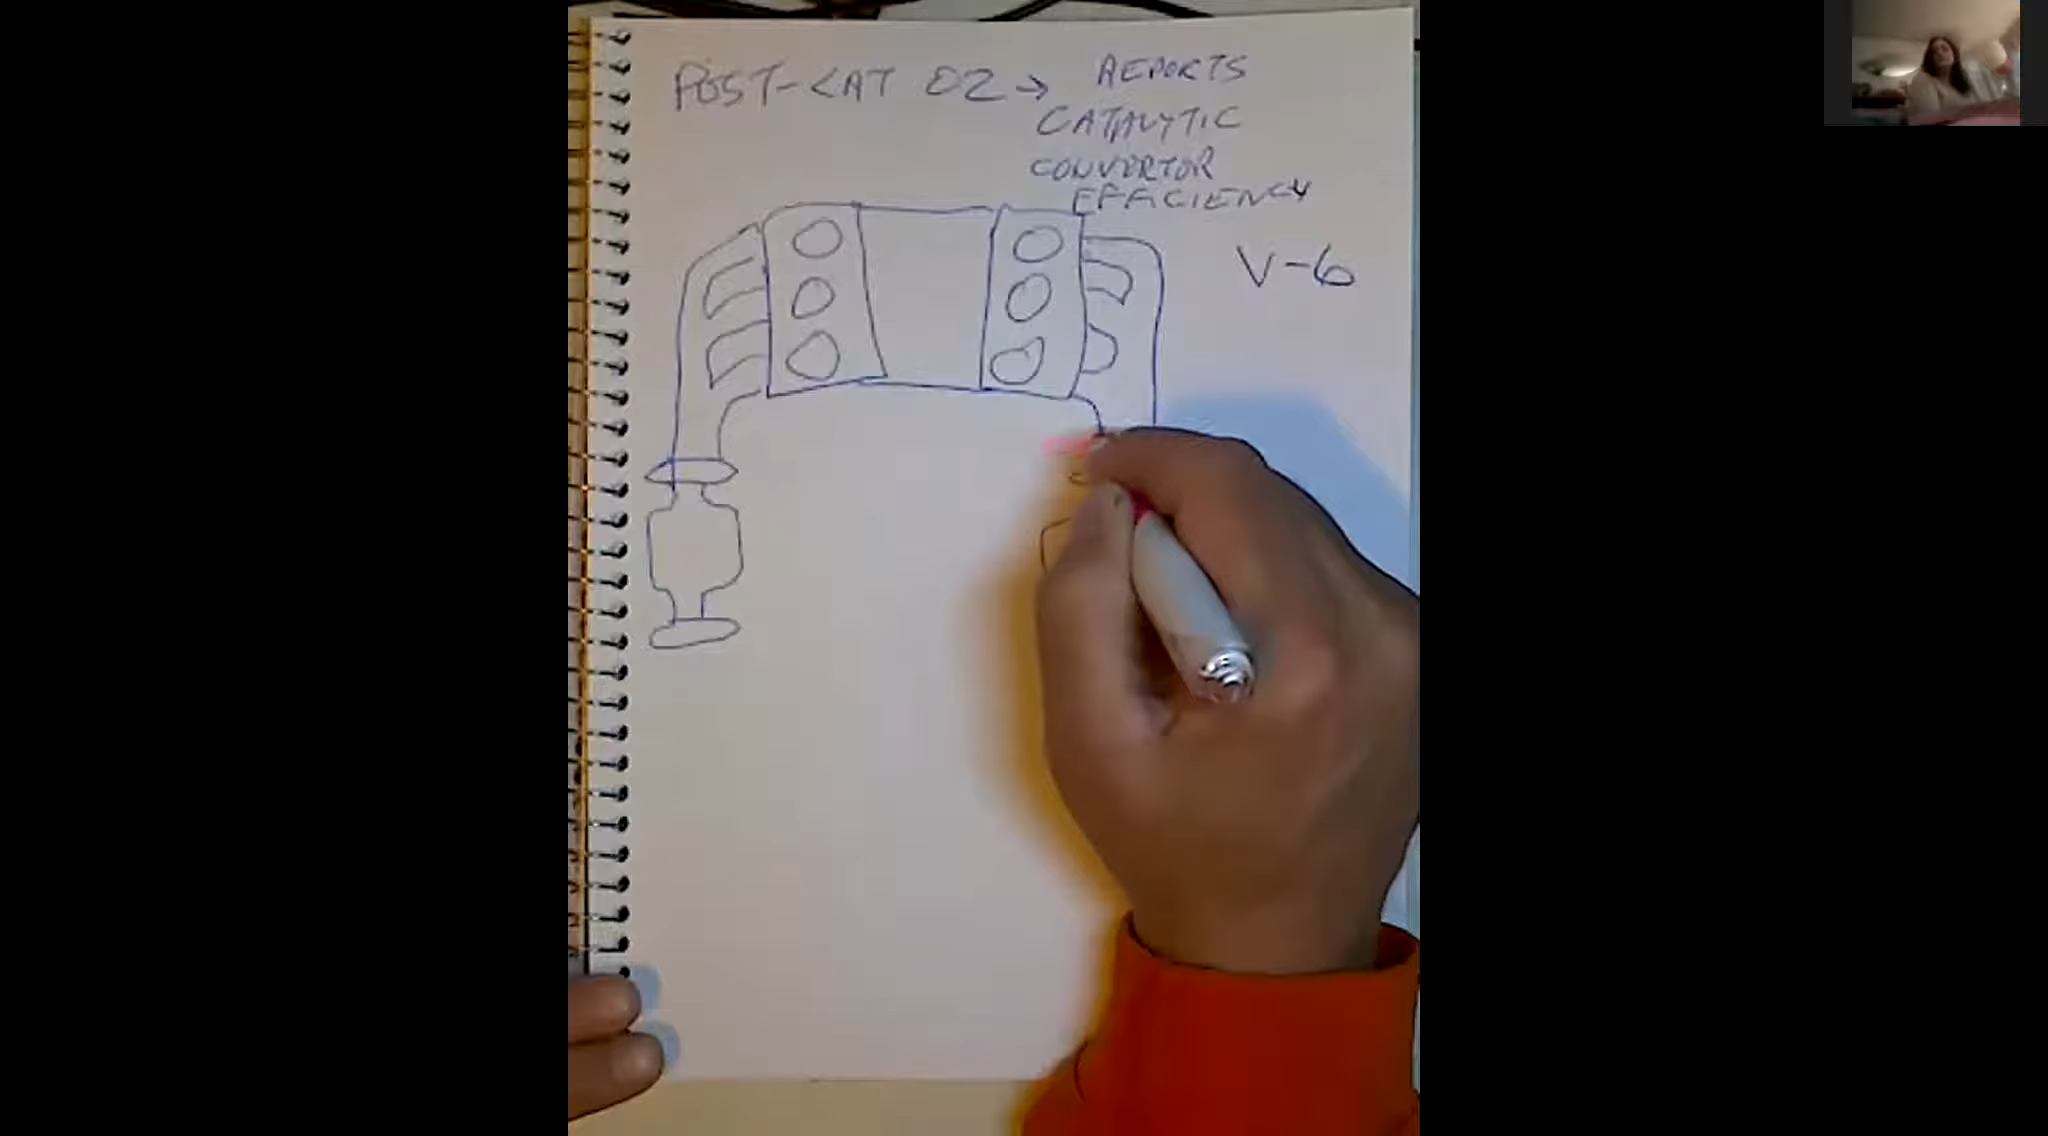 POST-CAT O2 → REPORTS
CATALYTIC
CONVERTOR
EFFICIENCY
V-6